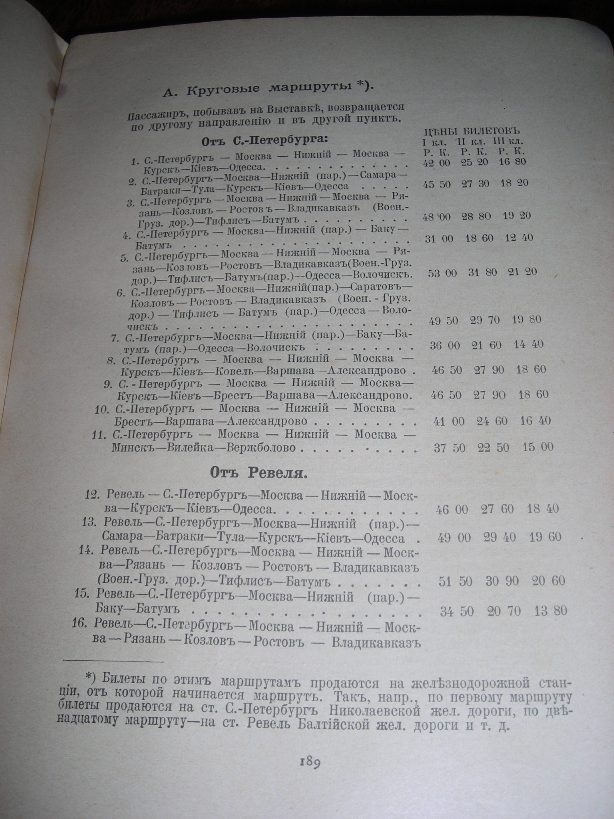 А. Круговые маршруты *).
Пассажиръ, побывавъ на Выставкѣ, возвращается
по другому направленію и въ другой пунктъ.
ЦѢНЫ БИЛЕТОВЪ
Отъ С.-Петербурга:
I кл. II кл. III кл.
Р. К. Р. К. Р. К.
1. С.-Петербургъ — Москва — Нижній — Москва —
Курскъ—Кіевъ—Одесса. . . . . . . . . . . . . 42 00 25 20 16 80
2. С.-Петербургъ—Москва—Нижній (пар.)—Самара—
Батраки—Тула—Курскъ—Кіевъ—Одесса . . . . . 45 50 27 30 18 20
3. С.-Петербургъ — Москва — Нижній — Москва — Ря-
зань—Козловъ — Ростовъ — Владикавказъ (Воен.-
Груз. дор.)—Тифлисъ—Батумъ . . . . . . . . . 48 00 28 80 19 20
4. С.-Петербургъ — Москва—Нижній (пар.) — Баку —
Батумъ . . . . . . . . . . . . . . . . . . 31 00 18 60 12 40
5. С.-Петербургъ — Москва — Нижній — Москва — Ря-
зань—Козловъ—Ростовъ—Владикавказъ(Воен.-Груз.
дор.)—Тифлисъ—Батумъ(пар.)—Одесса—Волочискъ. 53 00 31 80 21 20
6. С.-Петербургъ—Москва—Нижній(пар.)—Саратовъ—
Козловъ — Ростовъ — Владикавказъ (Воен. - Груз.
дор.) — Тифлисъ — Батумъ (пар.) — Одесса — Воло-
чискъ . . . . . . . . . . . . . . . . . . . 49 50 29 70 19 80
7. С.-Петербургъ—Москва—Нижній (пар.)—Баку—Ба-
тумъ (пар.)—Одесса—Волочискъ . . . . . . . . 36 00 21 60 14 40
8. С.-Петербургъ — Москва — Нижній — Москва —
Курскъ—Кіевъ—Ковель—Варшава—Александрово . 46 50 27 90 18 60
9. С. - Петербургъ — Москва — Нижній — Москва—
Курскъ—Кіевъ—Брестъ—Варшава—Александрово. 46 50 27 90 18 60
10. С.-Петербургъ — Москва — Нижній — Москва —
Брестъ—Варшава—Александрово . . . . . . . . . 41 00 24 60 16 40
11. С.-Петербургъ — Москва — Нижній — Москва —
Минскъ—Вилейка—Вержболово . . . . . . . . . 37 50 22 50 15 00
Отъ Ревеля.
12. Ревель — С.-Петербургъ—Москва — Нижній — Моск-
ва—Курскъ—Кіевъ—Одесса. . . . . . . . . . . 46 00 27 60 18 40
13. Ревель—С.-Петербургъ—Москва—Нижній (пар.)—
Самара—Батраки—Тула—Курскъ—Кіевъ—Одесса . 49 00 29 40 19 60
14. Ревель—С.-Петербургъ—Москва — Нижній — Моск-
ва—Рязань — Козловъ — Ростовъ — Владикавказъ
(Воен.-Груз. дор.)—Тифлисъ—Батумъ . . . . . . 51 50 30 90 20 60
15. Ревель—С.-Петербургъ—Москва—Нижній (пар.)—
Баку—Батумъ . . . . . . . . . . . . . . . . 34 50 20 70 13 80
16. Ревель—С.-Петербургъ — Москва — Нижній — Моск-
ва — Рязань — Козловъ — Ростовъ — Владикавказъ
*) Билеты по этимъ маршрутамъ продаются на желѣзнодорожной стан-
ціи, отъ которой начинается маршрутъ. Такъ, напр., по первому маршруту
билеты продаются на ст. С.-Петербургъ Николаевской жел. дороги, по двѣ-
надцатому маршруту—на ст. Ревель Балтійской жел. дороги и т. д.
189